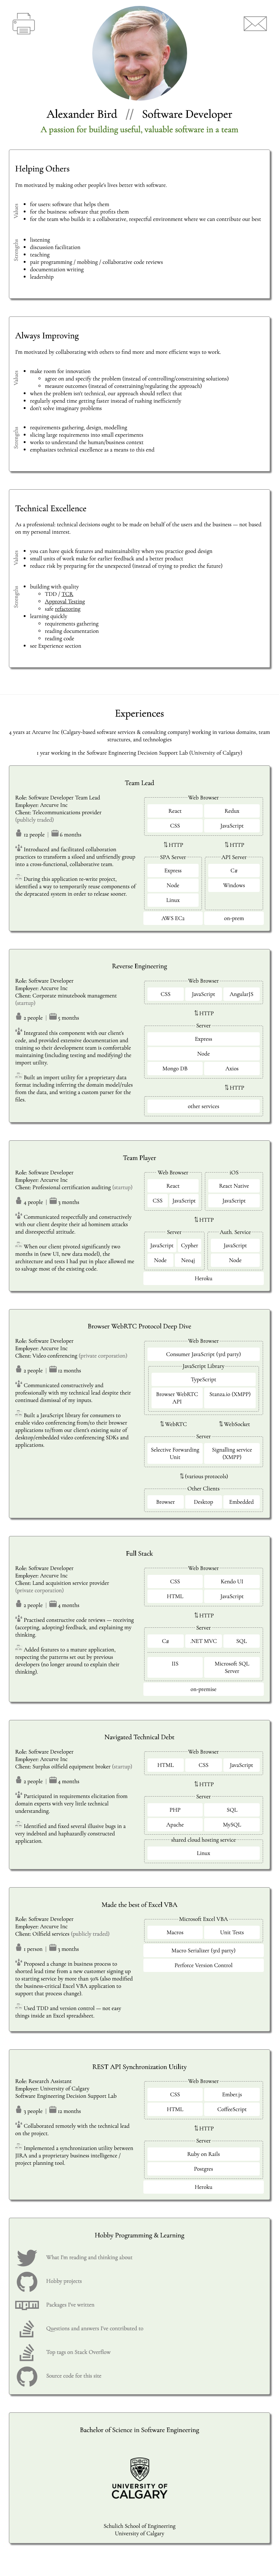 Alexander Bird // Software Developer
A passion for building useful, valuable software in a team
Helping Others
I'm motivated by making other people's lives better with software.
Values
for users: software that helps them
for the business: software that profits them
for the team who builds it: a collaborative, respectful environment where we can contribute our best
Strengths
listening
discussion facilitation
teaching
pair programming / mobbing / collaborative code reviews
documentation writing
leadership
Always Improving
I'm motivated by collaborating with others to find more and more efficient ways to work.
Values
make room for innovation
agree on and specify the problem (instead of controlling/constraining solutions)
measure outcomes (instead of constraining/regulating the approach)
when the problem isn't technical, our approach should reflect that
regularly spend time getting faster instead of rushing inefficiently
don't solve imaginary problems
Strengths
requirements gathering, design, modelling
slicing large requirements into small experiments
works to understand the human/business context
emphasizes technical excellence as a means to this end
Technical Excellence
As a professional: technical decisions ought to be made on behalf of the users and the business — not based
on my personal interest.
Values
you can have quick features and maintainability when you practice good design
small units of work make for earlier feedback and a better product
reduce risk by preparing for the unexpected (instead of trying to predict the future)
Strengths
building with quality
TDD / TCR
Approval Testing
safe refactoring
learning quickly
requirements gathering
reading documentation
reading code
see Experience section
Experiences
4 years at Arcurve Inc (Calgary-based software services & consulting company) working in various domains, team
structures, and technologies
1 year working in the Software Engineering Decision Support Lab (University of Calgary)
Team Lead
Role: Software Developer Team Lead
Employer: Arcurve Inc
Client: Telecommunications provider
(publicly traded)
12 people | 6 months
Introduced and facilitated collaboration
practices to transform a siloed and unfriendly group
into a cross-functional, collaborative team.
During this application re-write project,
identified a way to temporarily reuse components of
the deprecated system in order to release sooner.
Web Browser
React
Redux
CSS
JavaScript
HTTP
HTTP
SPA Server
API Server
Express
C#
Node
Windows
Linux
AWS EC2
on-prem
Reverse Engineering
Role: Software Developer
Employer: Arcurve Inc
Client: Corporate minutebook management
(startup)
2 people | 5 months
Integrated this component with our client's
code, and provided extensive documentation and
training so their development team is comfortable
maintaining (including testing and modifying) the
import utility.
Built an import utility for a proprietary data
format including inferring the domain model/rules
from the data, and writing a custom parser for the
files.
Web Browser
CSS
JavaScript
AngularJS
HTTP
Server
Express
Node
Mongo DB
Axios
HTTP
other services
Team Player
Role: Software Developer
Employer: Arcurve Inc
Client: Professional certification auditing (startup)
4 people | 3 months
Communicated respectfully and constructively
with our client despite their ad hominem attacks
and disrespectful attitude.
When our client pivoted significantly two
months in (new UI, new data model), the
architecture and tests I had put in place allowed me
to salvage most of the existing code.
Web Browser
iOS
React
React Native
CSS
JavaScript
JavaScript
HTTP
Server
Auth. Service
JavaScript
Cypher
JavaScript
Node
Neo4j
Node
Heroku
Browser WebRTC Protocol Deep Dive
Role: Software Developer
Employer: Arcurve Inc
Client: Video conferencing (private corporation)
2 people | 12 months
Communicated constructively and
professionally with my technical lead despite their
continued dismissal of my inputs.
Built a JavaScript library for consumers to
enable video conferencing from/to their browser
applications to/from our client's existing suite of
desktop/embedded video conferencing SDKs and
applications.
Web Browser
Consumer JavaScript (3rd party)
JavaScript Library
TypeScript
Browser WebRTC
API
Stanza.io (XMPP)
WebRTC
WebSocket
Server
Selective Forwarding
Unit
Signalling service
(XMPP)
(various protocols)
Other Clients
Browser
Desktop
Embedded
Full Stack
Role: Software Developer
Employer: Arcurve Inc
Client: Land acquisition service provider
(private corporation)
2 people | 4 months
Practised constructive code reviews — receiving
(accepting, adopting) feedback, and explaining my
thinking.
Added features to a mature application,
respecting the patterns set out by previous
developers (no longer around to explain their
thinking).
Web Browser
CSS
Kendo UI
HTML
JavaScript
HTTP
Server
C#
.NET MVC
SQL
IIS
Microsoft SQL
Server
on-premise
Navigated Technical Debt
Role: Software Developer
Employer: Arcurve Inc
Client: Surplus oilfield equipment broker (startup)
2 people | 4 months
Participated in requirements elicitation from
domain experts with very little technical
understanding.
Identified and fixed several illusive bugs in a
very indebted and haphazardly constructed
application.
Web Browser
HTML
CSS
JavaScript
HTTP
Server
PHP
SQL
Apache
MySQL
shared cloud hosting service
Linux
Made the best of Excel VBA
Role: Software Developer
Employer: Arcurve Inc
Client: Oilfield services (publicly traded)
1 person | 3 months
Proposed a change in business process to
shorted lead time from a new customer signing up
to starting service by more than 50% (also modified
the business-critical Excel VBA application to
support that process change).
Used TDD and version control — not easy
things inside an Excel spreadsheet.
Microsoft Excel VBA
Macros
Unit Tests
Macro Serializer (3rd party)
Perforce Version Control
REST API Synchronization Utility
Role: Research Assistant
Employer: University of Calgary
Software Engineering Decision Support Lab
3 people | 12 months
Collaborated remotely with the technical lead
on the project.
Implemented a synchronization utility between
JIRA and a proprietary business intelligence /
project planning tool.
Web Browser
CSS
Ember.js
HTML
CoffeeScript
HTTP
Server
Ruby on Rails
Postgres
Heroku
Hobby Programming & Learning
What I'm reading and thinking about
Hobby projects
Packages I've written
Questions and answers I've contributed to
Top tags on Stack Overflow
Source code for this site
Bachelor of Science in Software Engineering
UNIVERSITY OF
CALGARY
Schulich School of Engineering
University of Calgary